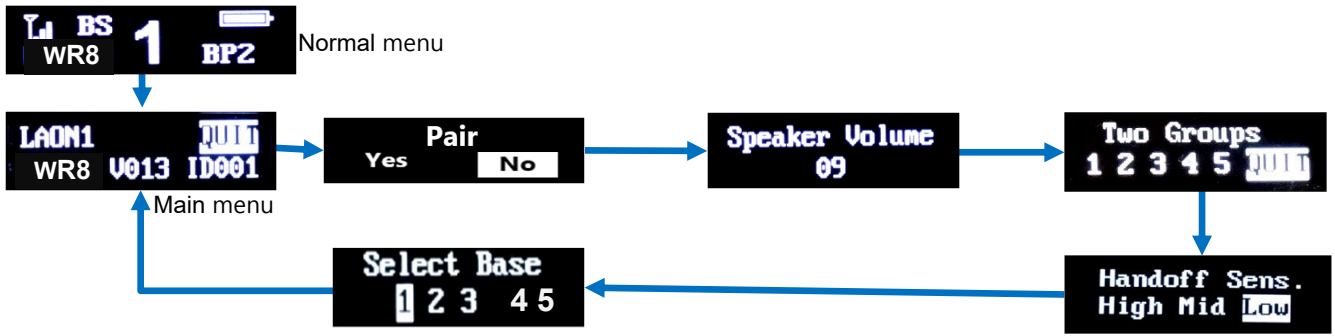 BS 1
WR8 BP2
Normal menu
LAON1 QUIT
WR8 V013 ID001
Main menu
Pair
Yes No
Speaker Volume
09
Two Groups
1 2 3 4 5 QUIT
Handoff Sens.
High Mid Low
Select Base
1 2 3 4 5